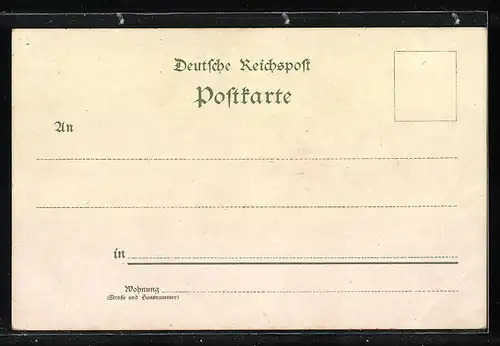 Deutſche Reichspoſt
Poſtkarte
An
in
Wohnung
(Straße und Hausnummer)